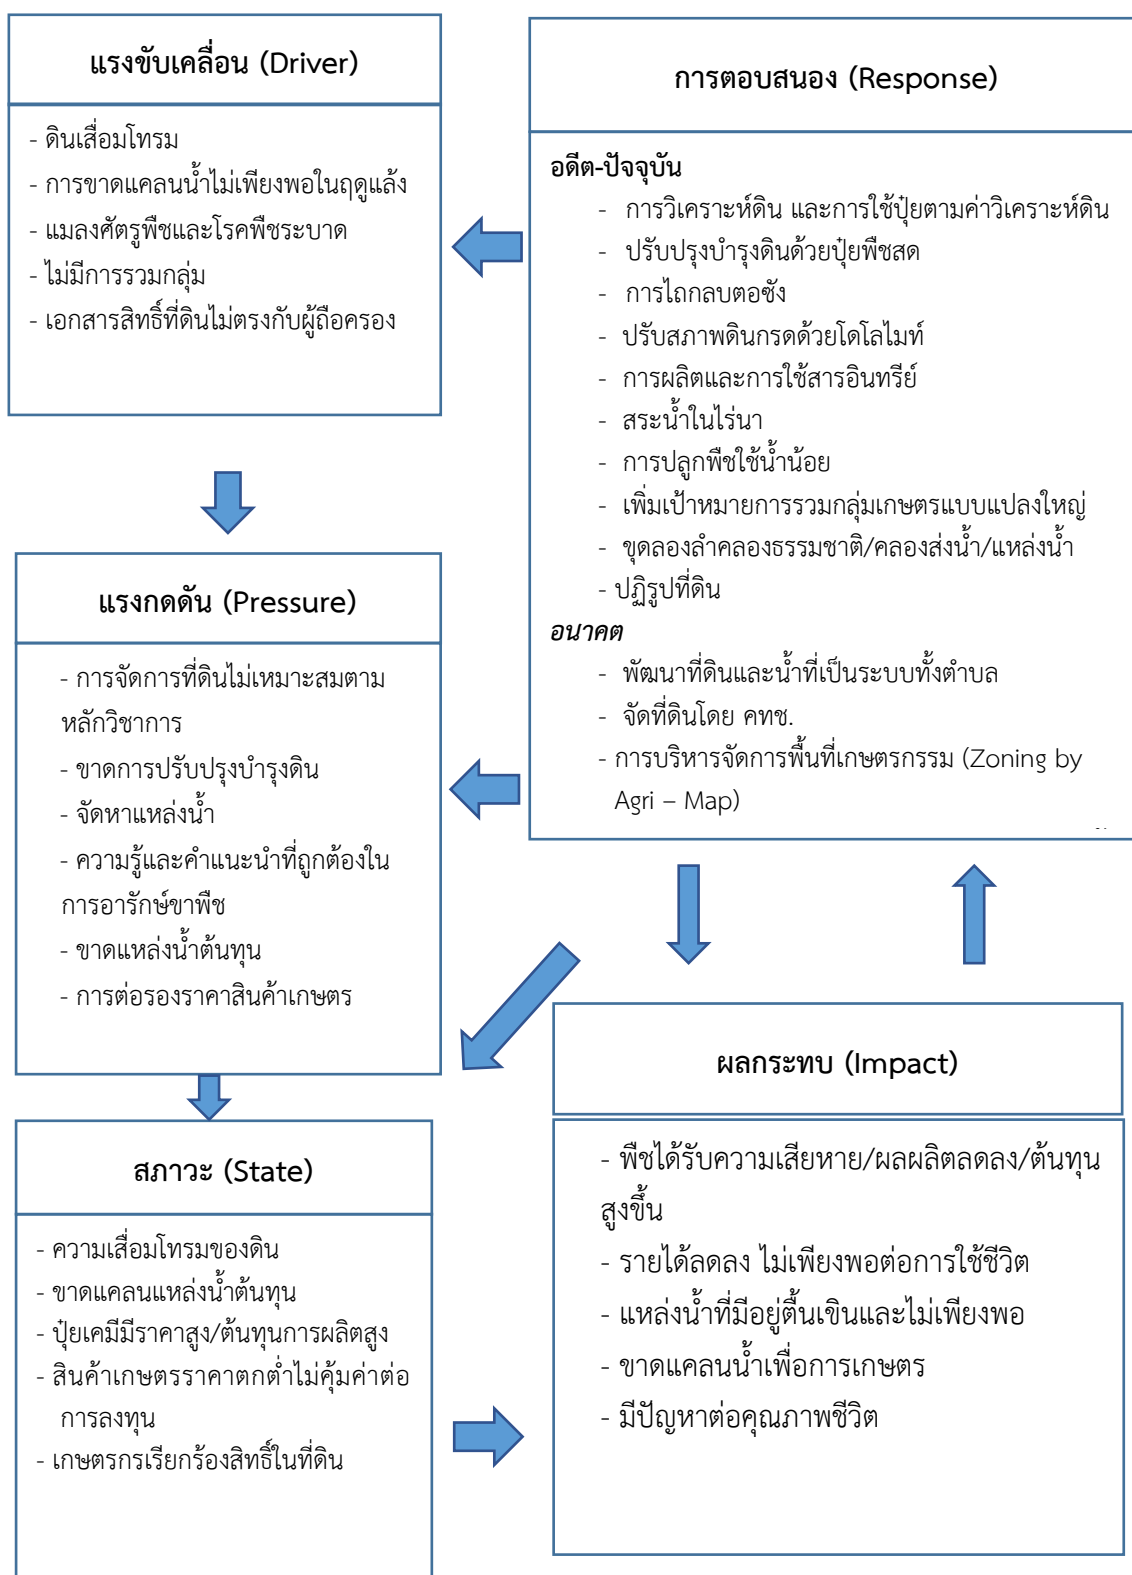 แรงขับเคลื่อน (Driver)
- ดินเสื่อมโทรม
- การขาดแคลนน้ำไม่เพียงพอในฤดูแล้ง
- แมลงศัตรูพืชและโรคพืชระบาด
- ไม่มีการรวมกลุ่ม
- เอกสารสิทธิ์ที่ดินไม่ตรงกับผู้ถือครอง
แรงกดดัน (Pressure)
- การจัดการที่ดินไม่เหมาะสมตาม
หลักวิชาการ
- ขาดการปรับปรุงบำรุงดิน
- จัดหาแหล่งน้ำ
- ความรู้และคำแนะนำที่ถูกต้องใน
การอารักษ์ขาพืช
- ขาดแหล่งน้ำต้นทุน
- การต่อรองราคาสินค้าเกษตร
สภาวะ (State)
- ความเสื่อมโทรมของดิน
- ขาดแคลนแหล่งน้ำต้นทุน
- ปุ๋ยเคมีมีราคาสูง/ต้นทุนการผลิตสูง
- สินค้าเกษตรราคาตกต่ำไม่คุ้มค่าต่อ
การลงทุน
- เกษตรกรเรียกร้องสิทธิ์ในที่ดิน
การตอบสนอง (Response)
อดีต-ปัจจุบัน
- การวิเคราะห์ดิน และการใช้ปุ๋ยตามค่าวิเคราะห์ดิน
- ปรับปรุงบำรุงดินด้วยปุ๋ยพืชสด
- การไถกลบตอซัง
- ปรับสภาพดินกรดด้วยโดโลไมท์
- การผลิตและการใช้สารอินทรีย์
- สระน้ำในไร่นา
- การปลูกพืชใช้น้ำน้อย
- เพิ่มเป้าหมายการรวมกลุ่มเกษตรแบบแปลงใหญ่
- ขุดลองลำคลองธรรมชาติ/คลองส่งน้ำ/แหล่งน้ำ
- ปฏิรูปที่ดิน
อนาคต
- พัฒนาที่ดินและน้ำที่เป็นระบบทั้งตำบล
- จัดที่ดินโดย คทช.
- การบริหารจัดการพื้นที่เกษตรกรรม (Zoning by
Agri – Map)
ผลกระทบ (Impact)
- พืชได้รับความเสียหาย/ผลผลิตลดลง/ต้นทุน
สูงขึ้น
- รายได้ลดลง ไม่เพียงพอต่อการใช้ชีวิต
- แหล่งน้ำที่มีอยู่ตื้นเขินและไม่เพียงพอ
- ขาดแคลนน้ำเพื่อการเกษตร
- มีปัญหาต่อคุณภาพชีวิต